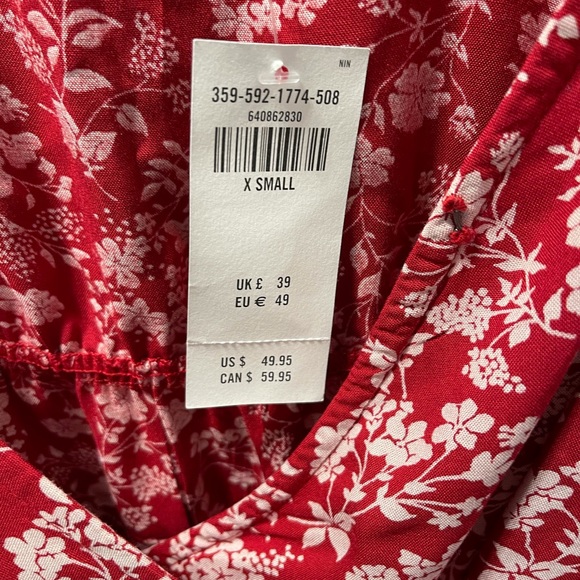 NIN
359-592-1774-508
640862830
X SMALL
UK £ 39
EU € 49
US $ 49.95
CAN $ 59.95